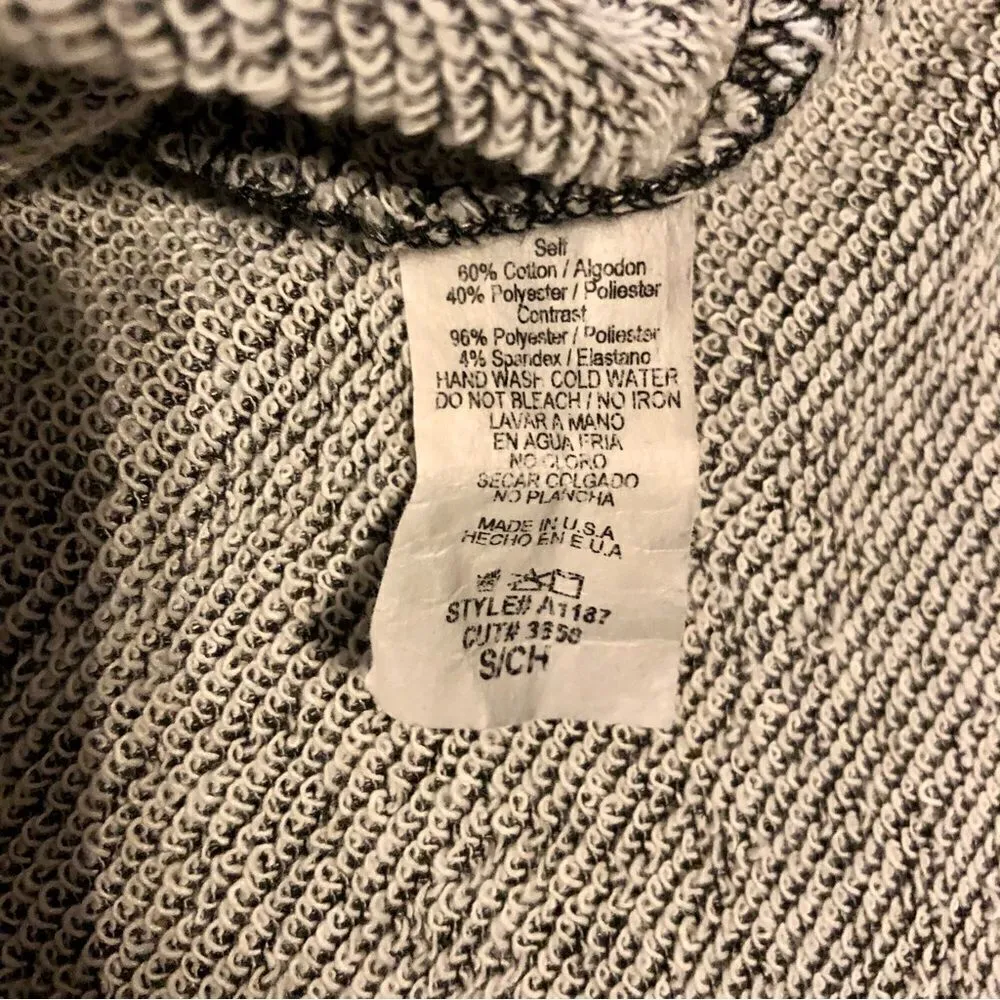 Self
60% Cotton / Algodon
40% Polyester / Poliester
Contrast
96% Polyester / Poliester
4% Spandex / Elastano
HAND WASH COLD WATER
DO NOT BLEACH / NO IRON
LAVAR A MANO
EN AGUA FRIA
NO CLORO
SECAR COLGADO
NO PLANCHA
MADE IN U.S.A
HECHO EN E.U.A
STYLE# A1187
CUT# 3358
S/CH